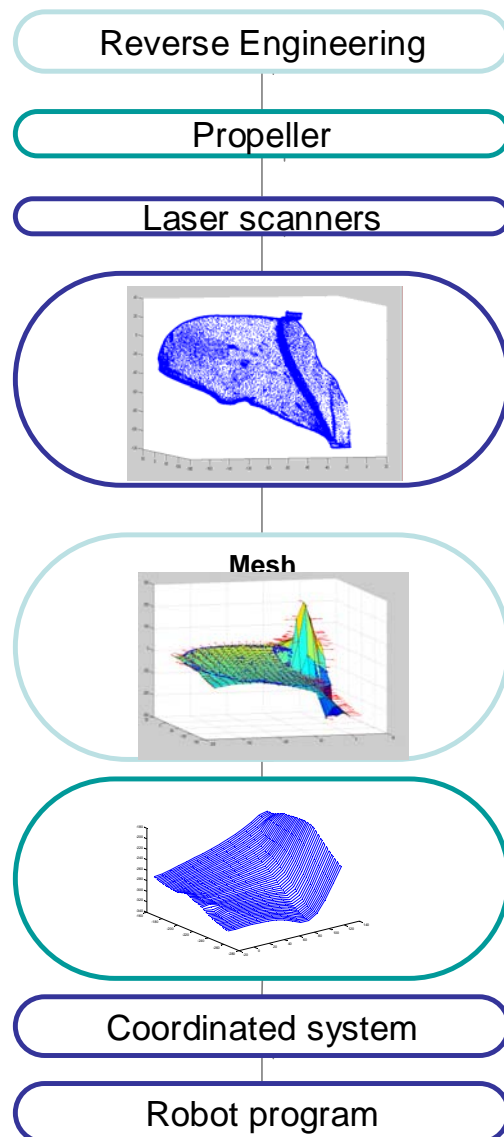 Reverse Engineering
Propeller
Laser scanners
Mesh
Coordinated system
Robot program